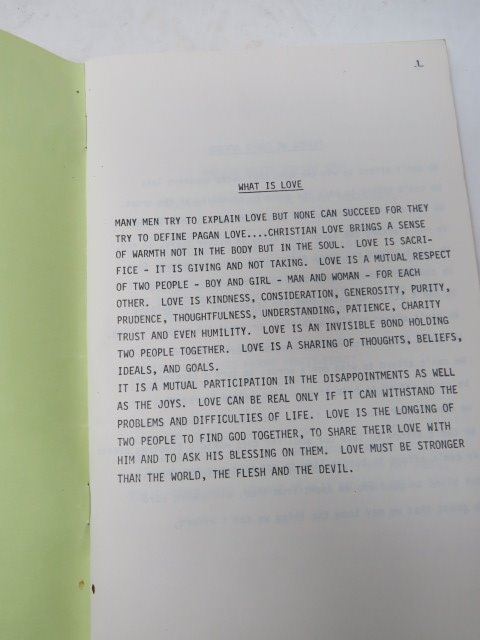 1
WHAT IS LOVE
MANY MEN TRY TO EXPLAIN LOVE BUT NONE CAN SUCCEED FOR THEY
TRY TO DEFINE PAGAN LOVE....CHRISTIAN LOVE BRINGS A SENSE
OF WARMTH NOT IN THE BODY BUT IN THE SOUL. LOVE IS SACRI-
FICE - IT IS GIVING AND NOT TAKING. LOVE IS A MUTUAL RESPECT
OF TWO PEOPLE - BOY AND GIRL - MAN AND WOMAN - FOR EACH
OTHER. LOVE IS KINDNESS, CONSIDERATION, GENEROSITY, PURITY,
PRUDENCE, THOUGHTFULNESS, UNDERSTANDING, PATIENCE, CHARITY
TRUST AND EVEN HUMILITY. LOVE IS AN INVISIBLE BOND HOLDING
TWO PEOPLE TOGETHER. LOVE IS A SHARING OF THOUGHTS, BELIEFS,
IDEALS, AND GOALS.
IT IS A MUTUAL PARTICIPATION IN THE DISAPPOINTMENTS AS WELL
AS THE JOYS. LOVE CAN BE REAL ONLY IF IT CAN WITHSTAND THE
PROBLEMS AND DIFFICULTIES OF LIFE. LOVE IS THE LONGING OF
TWO PEOPLE TO FIND GOD TOGETHER, TO SHARE THEIR LOVE WITH
HIM AND TO ASK HIS BLESSING ON THEM. LOVE MUST BE STRONGER
THAN THE WORLD, THE FLESH AND THE DEVIL.